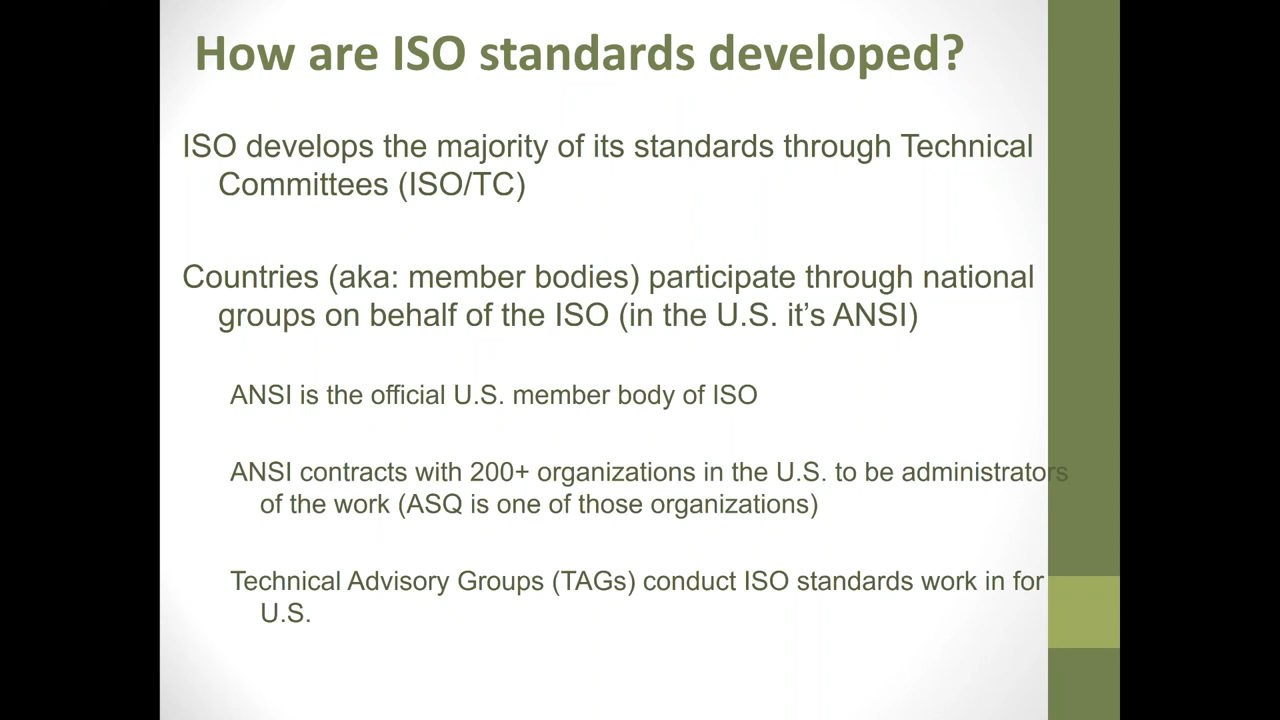 How are ISO standards developed?
ISO develops the majority of its standards through Technical
Committees (ISO/TC)
Countries (aka: member bodies) participate through national
groups on behalf of the ISO (in the U.S. it’s ANSI)
ANSI is the official U.S. member body of ISO
ANSI contracts with 200+ organizations in the U.S. to be administrators
of the work (ASQ is one of those organizations)
Technical Advisory Groups (TAGs) conduct ISO standards work in for
U.S.